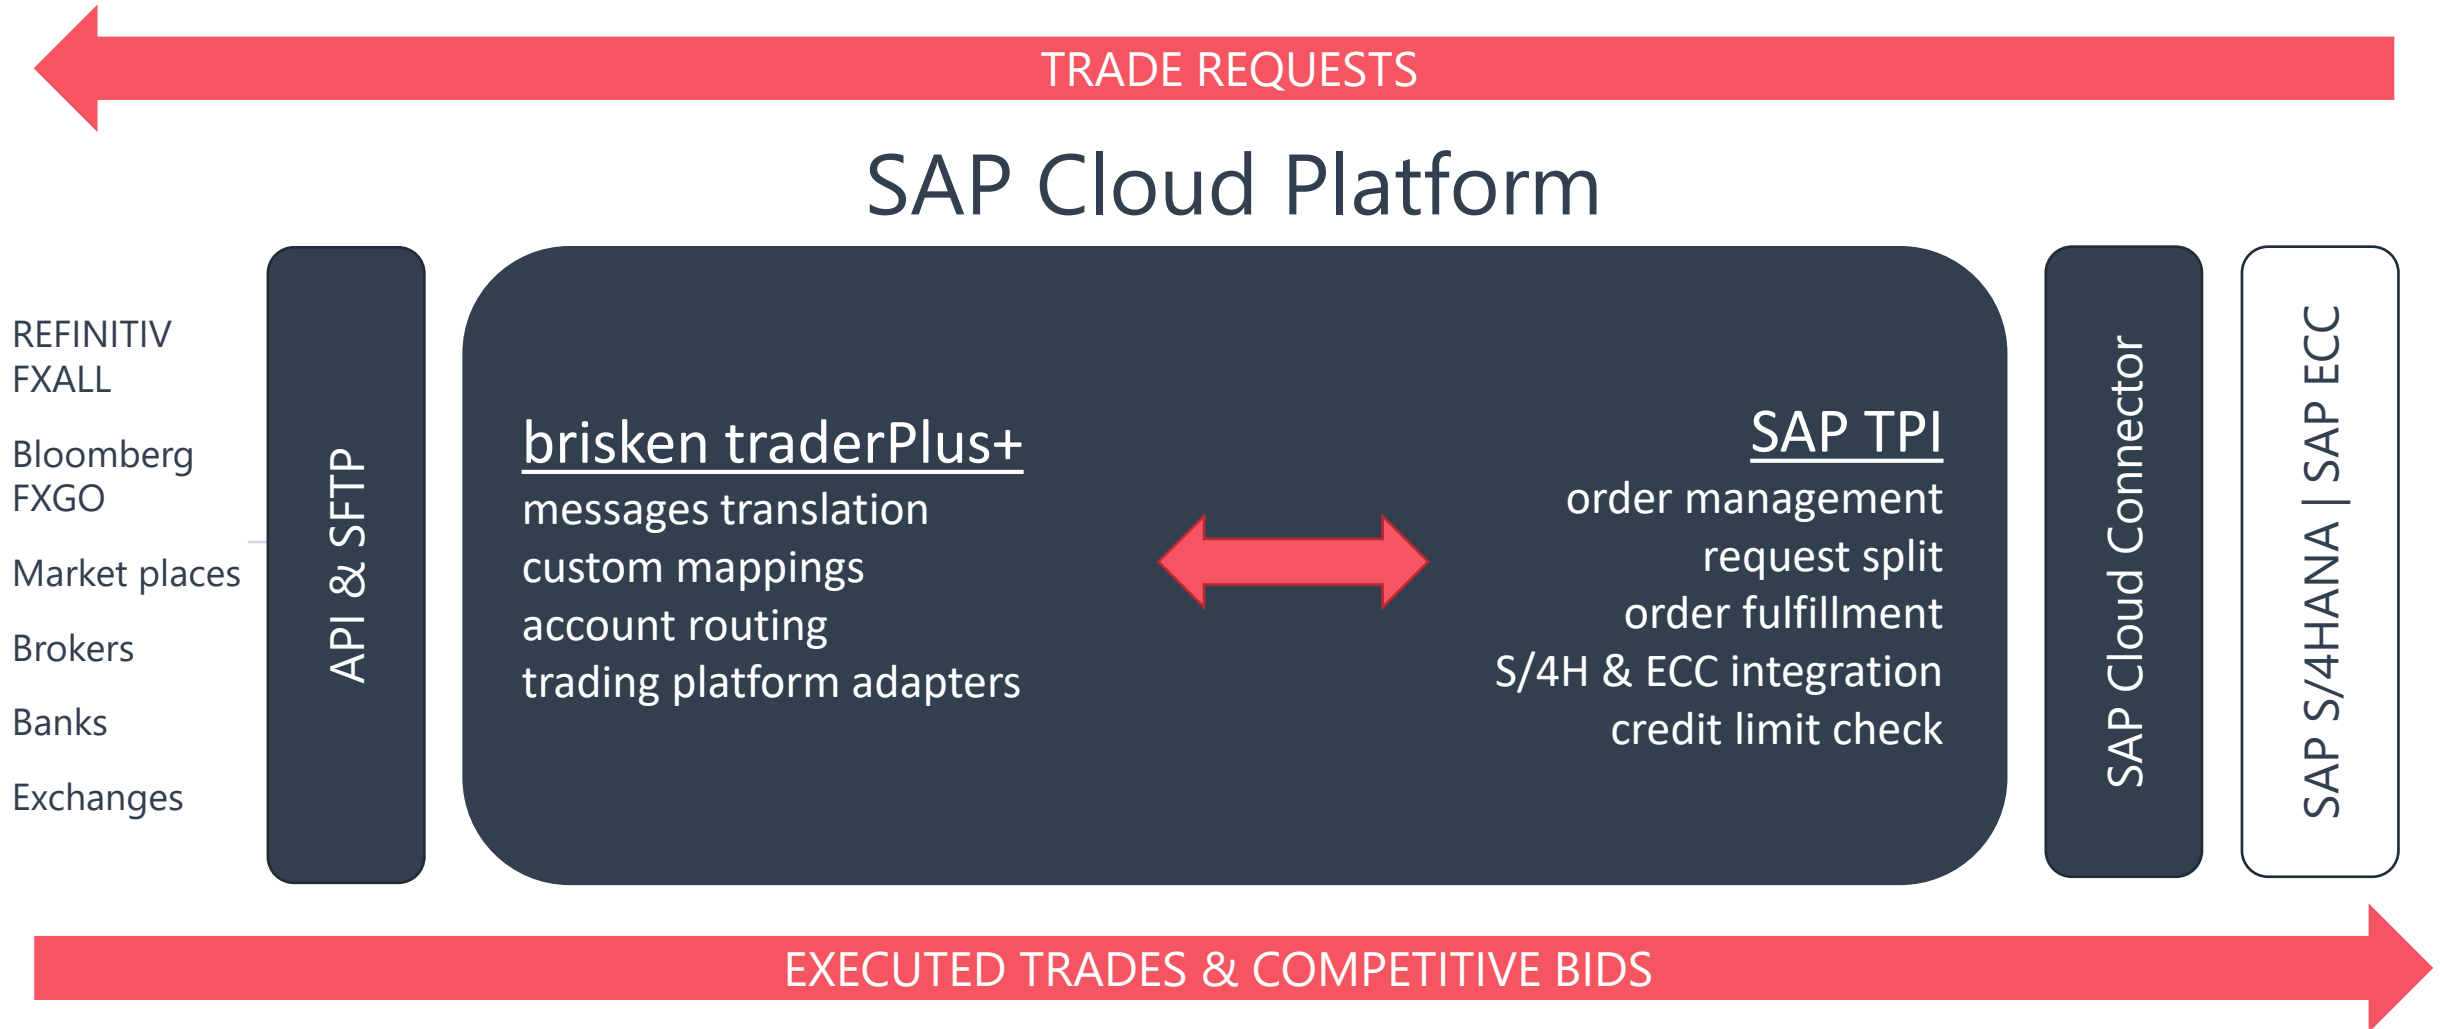 TRADE REQUESTS
SAP Cloud Platform
REFINITIV
FXALL
Bloomberg
FXGO
Market places
Brokers
Banks
Exchanges
API & SFTP
brisken traderPlus+
messages translation
custom mappings
account routing
trading platform adapters
SAP TPI
order management
request split
order fulfillment
S/4H & ECC integration
credit limit check
SAP Cloud Connector
SAP S/4HANA | SAP ECC
EXECUTED TRADES & COMPETITIVE BIDS